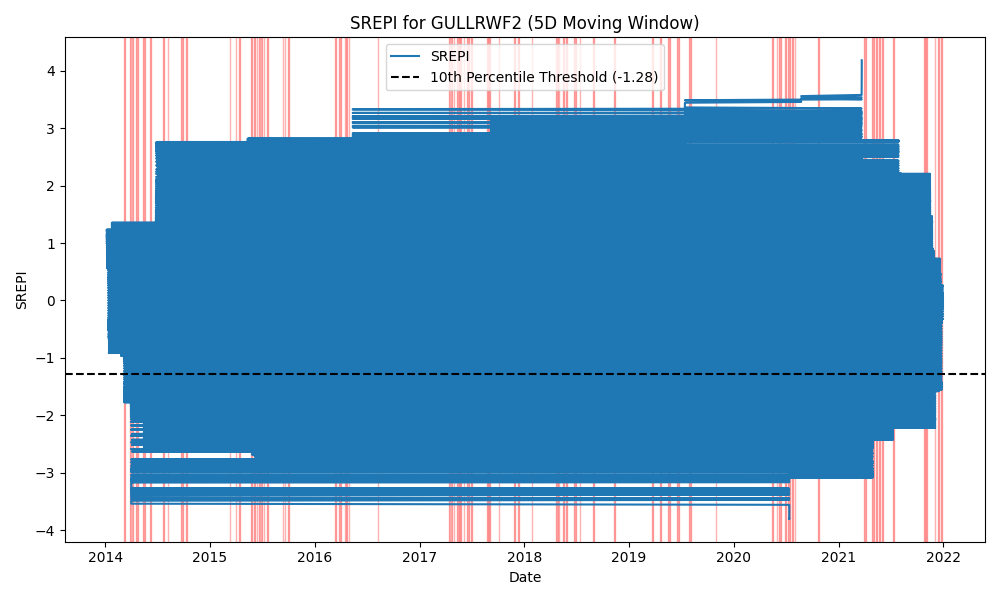 SREPI for GULLRWF2 (5D Moving Window)
SREPI
10th Percentile Threshold (-1.28)
SREPI
4
3
2
1
0
−1
−2
−3
−4
2014 2015 2016 2017 2018 2019 2020 2021 2022
Date